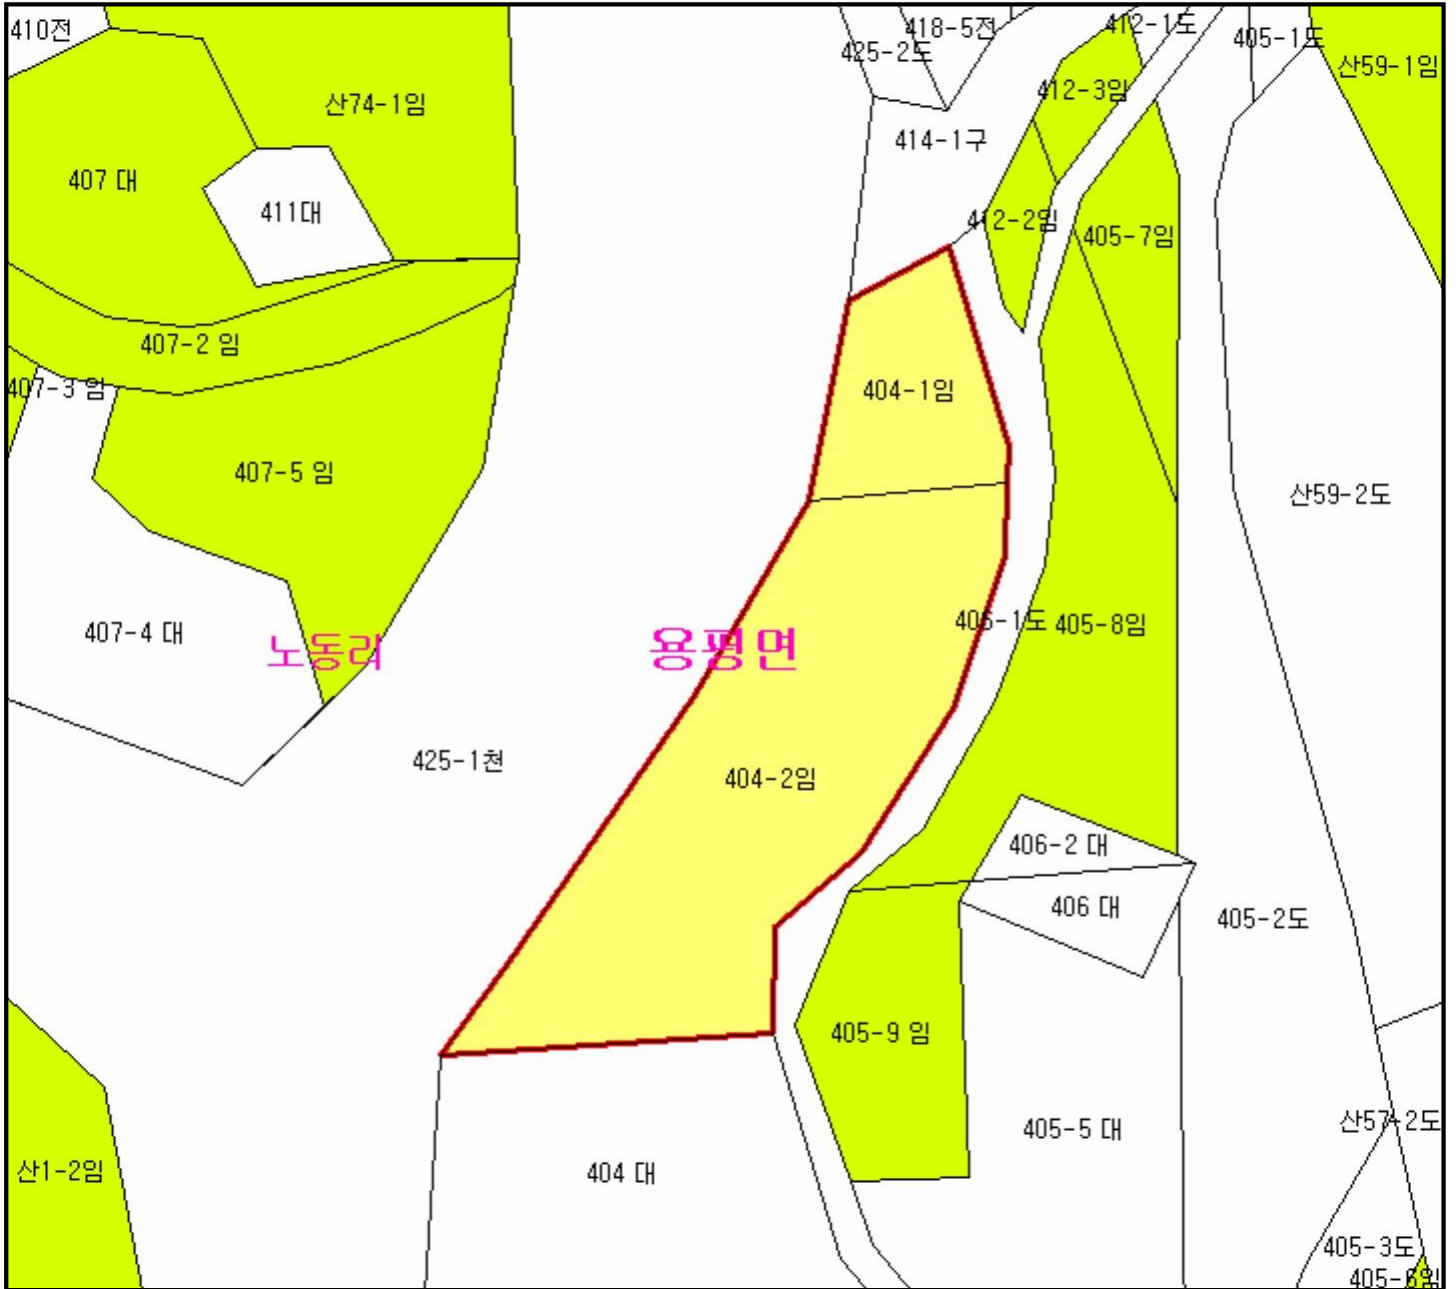 410전
418-5전
412-1도
405-1도
425-2도
산59-1임
412-3임
산74-1임
414-1구
407 대
411대
412-2임
405-7임
407-2 임
407-3 임
404-1임
407-5 임
산59-2도
405-1도
405-8임
407-4 대
노동리
용평면
425-1천
404-2임
406-2 대
406 대
405-2도
405-9 임
405-5 대
산57-2도
산1-2임
404 대
405-3도
405-6임